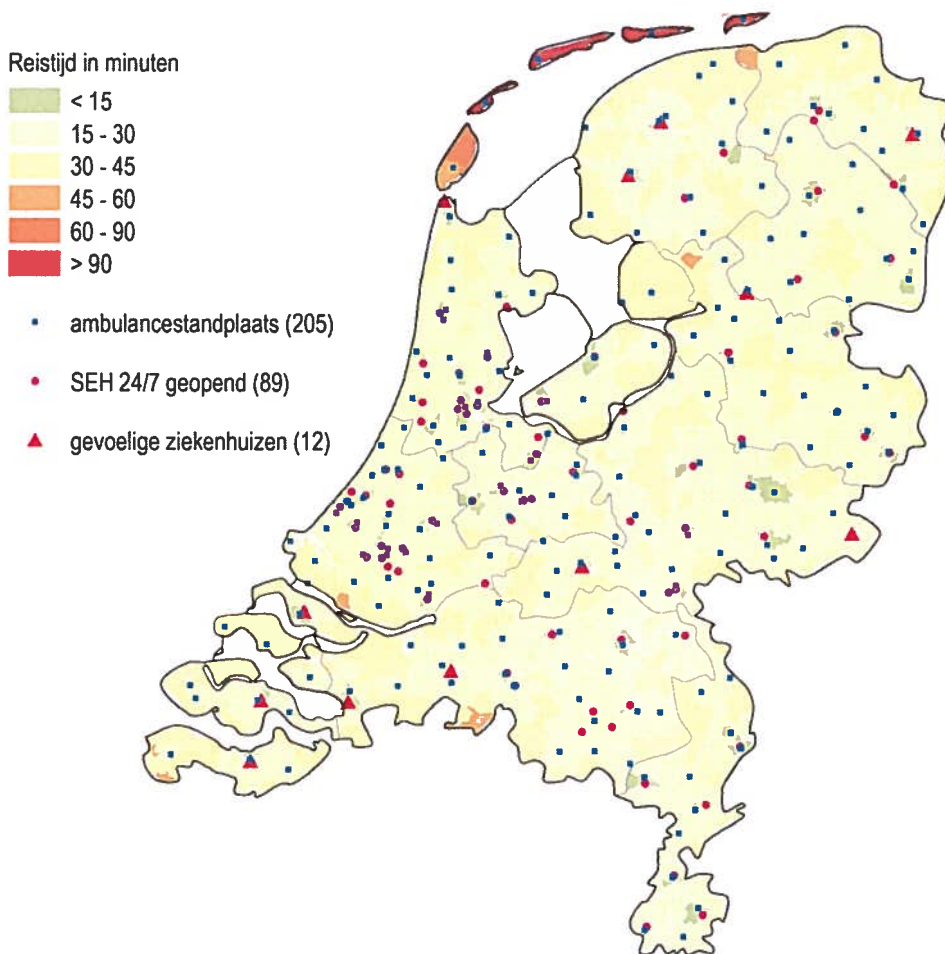 Reistijd in minuten
< 15
15 - 30
30 - 45
45 - 60
60 - 90
> 90
ambulancestandplaats (205)
SEH 24/7 geopend (89)
gevoelige ziekenhuizen (12)